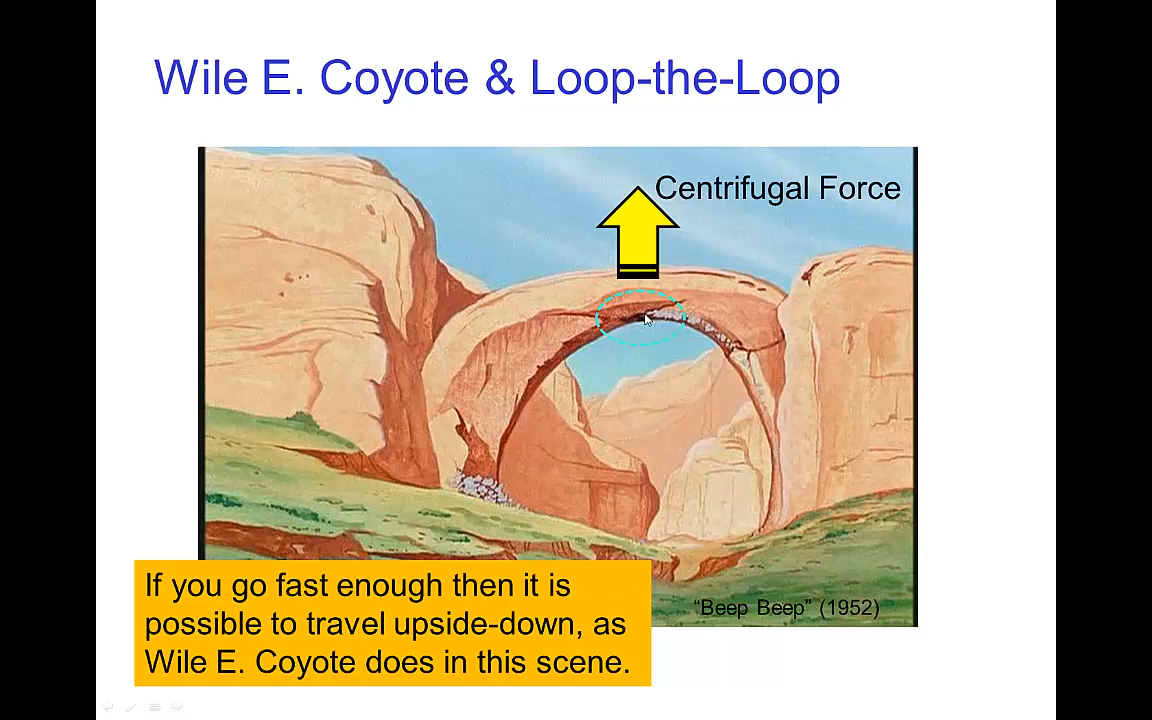 Wile E. Coyote & Loop-the-Loop
Centrifugal Force
If you go fast enough then it is
possible to travel upside-down, as
Wile E. Coyote does in this scene.
“Beep Beep” (1952)